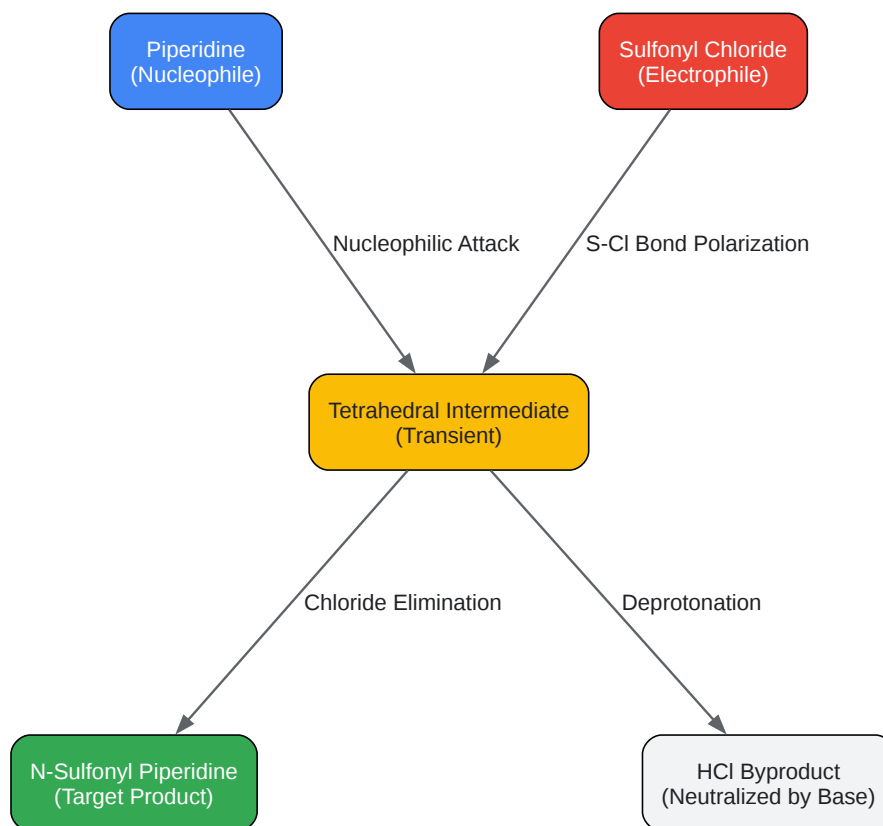 Piperidine
(Nucleophile)
Sulfonyl Chloride
(Electrophile)
Nucleophilic Attack
S-Cl Bond Polarization
Tetrahedral Intermediate
(Transient)
Chloride Elimination
Deprotonation
N-Sulfonyl Piperidine
(Target Product)
HCl Byproduct
(Neutralized by Base)